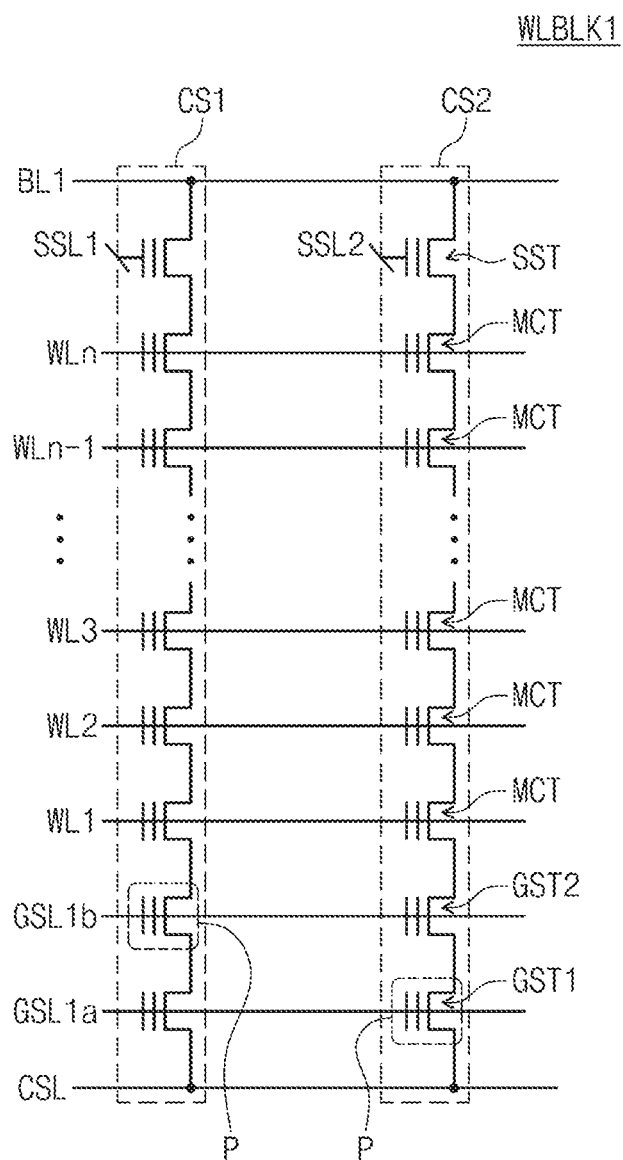 WLBLK1
CS1 CS2
BL1
SSL1 SSL2 SST
WLn MCT
WLn-1 MCT
WL3 MCT
WL2 MCT
WL1 MCT
GSL1b GST2
GSL1a GST1
CSL
P P